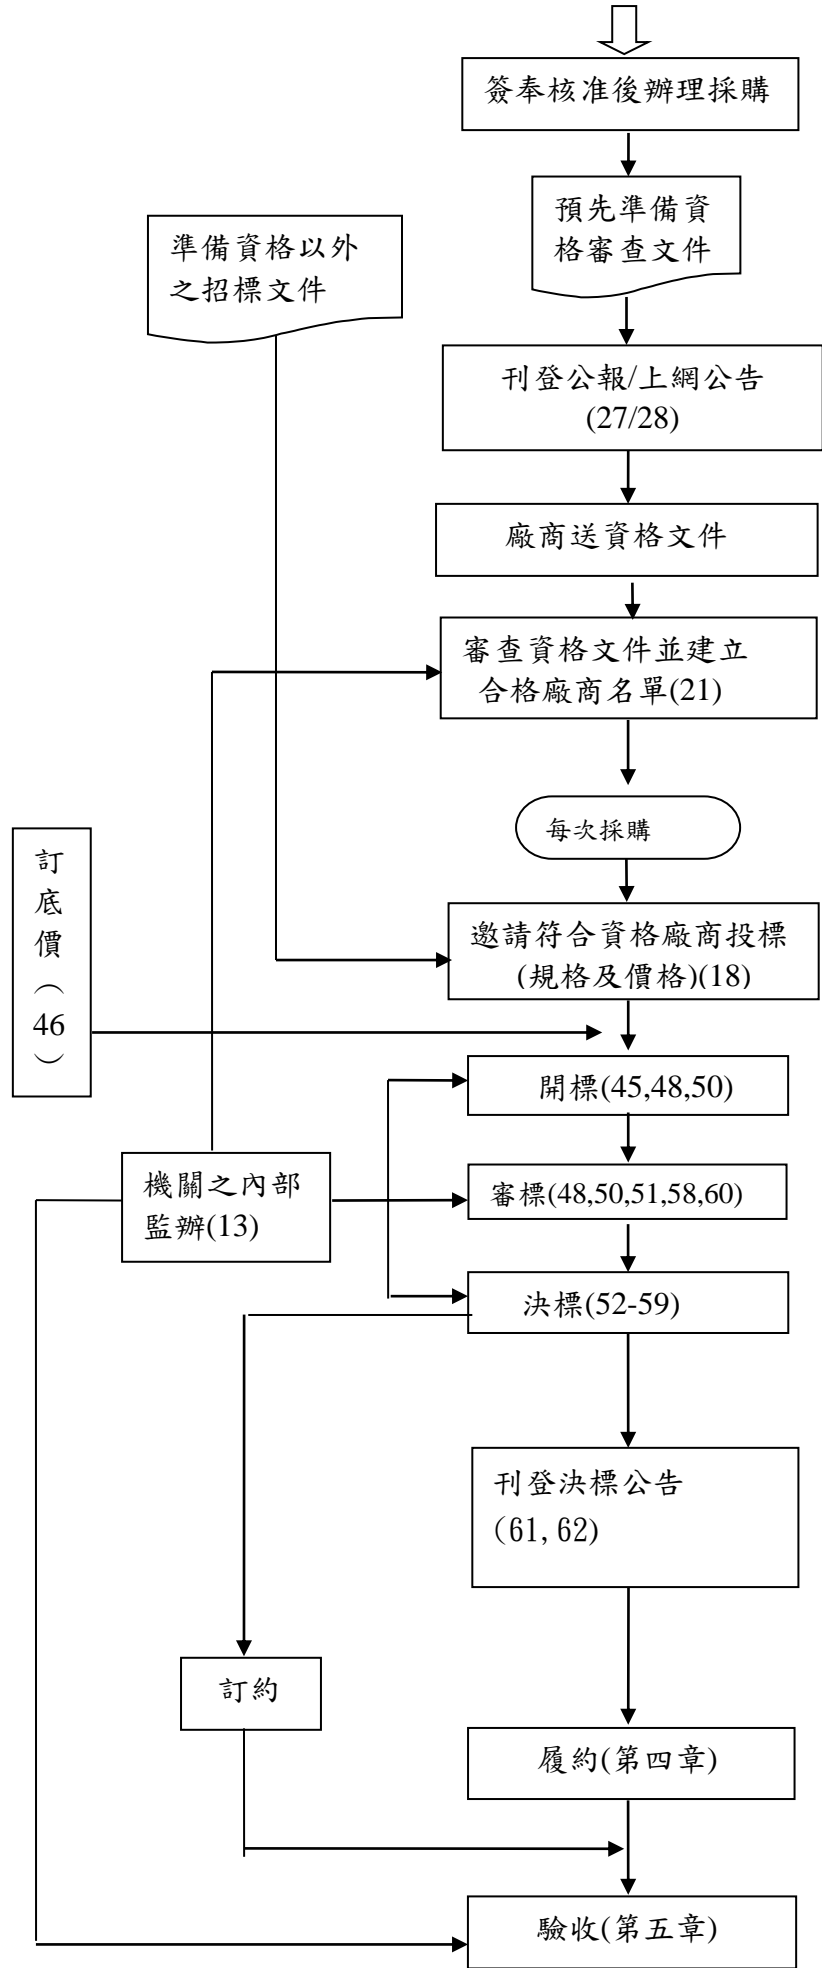 簽奉核准後辦理採購
預先準備資
格審查文件
準備資格以外
之招標文件
刊登公報/上網公告
(27/28)
廠商送資格文件
審查資格文件並建立
合格廠商名單(21)
每次採購
訂
底
價
︵
46
︶
邀請符合資格廠商投標
(規格及價格)(18)
開標(45,48,50)
機關之內部
監辦(13)
審標(48,50,51,58,60)
決標(52-59)
刊登決標公告
(61, 62)
訂約
履約(第四章)
驗收(第五章)